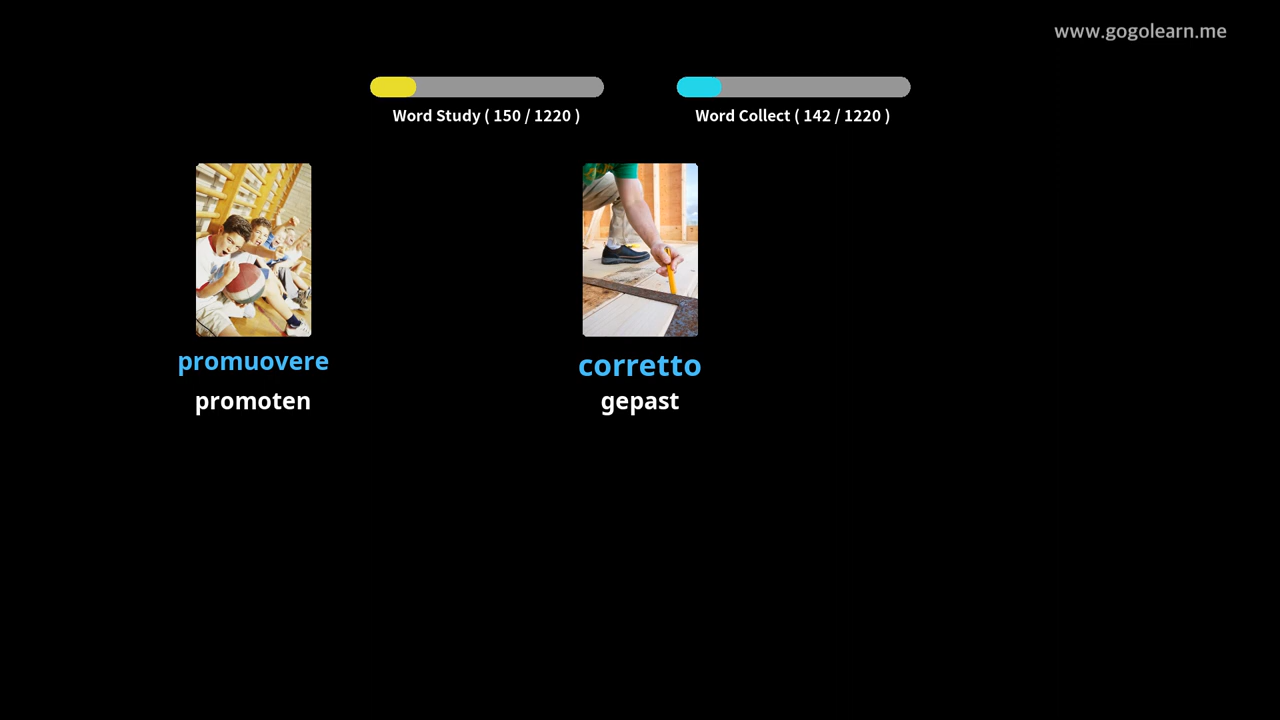 www.gogolearn.me
Word Study ( 150 / 1220 )
Word Collect ( 142 / 1220 )
promuovere
promoten
corretto
gepast